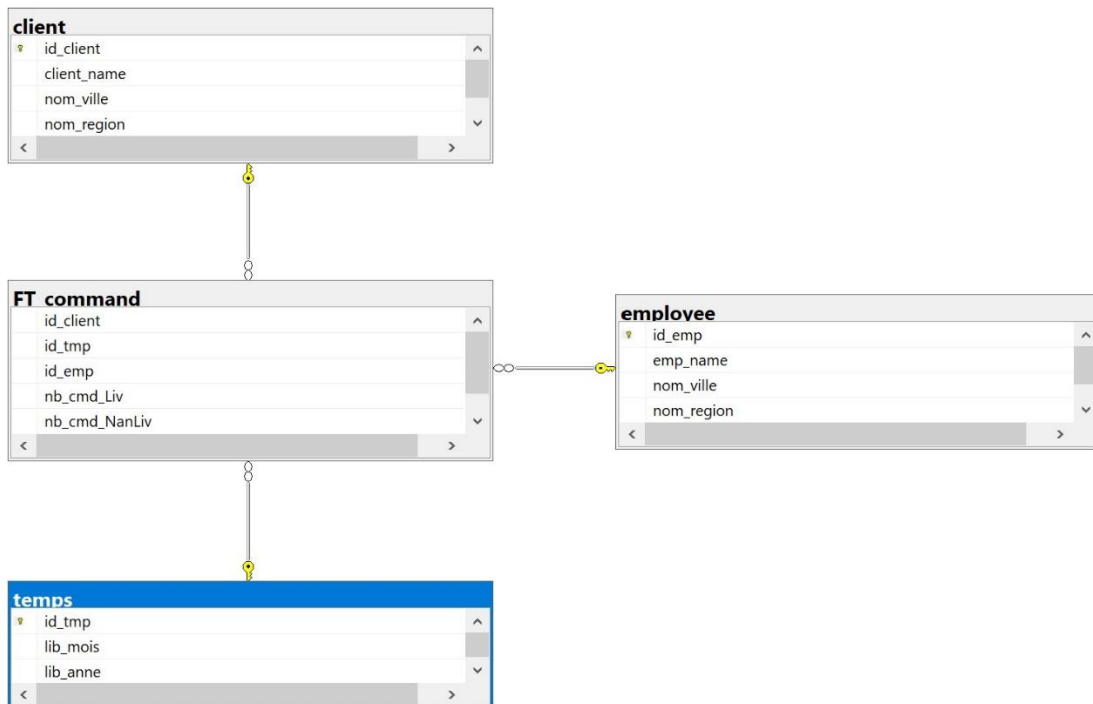 client
id_client
client_name
nom_ville
nom_region
FT_command
id_client
id_tmp
id_emp
nb_cmd_Liv
nb_cmd_NanLiv
employee
id_emp
emp_name
nom_ville
nom_region
temps
id_tmp
lib_mois
lib_anne